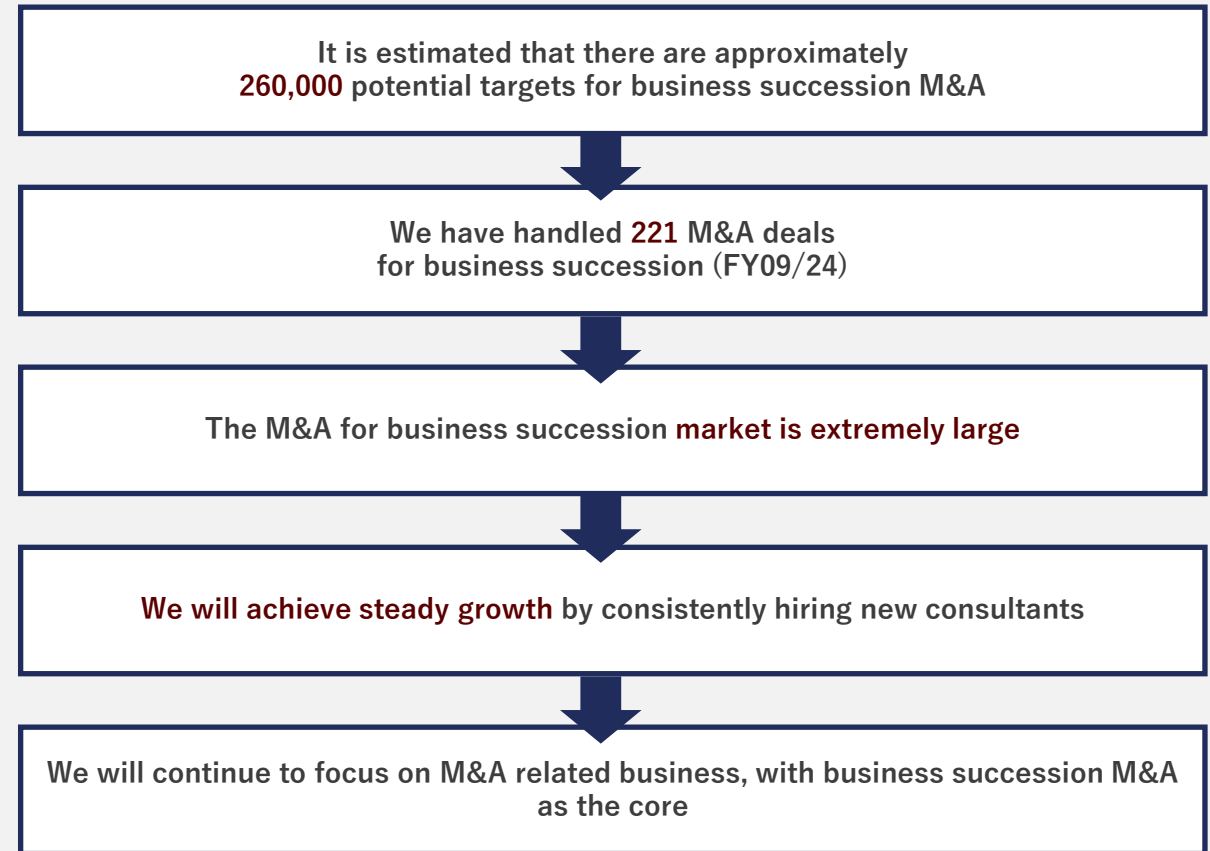 It is estimated that there are approximately
260,000 potential targets for business succession M&A
We have handled 221 M&A deals
for business succession (FY09/24)
The M&A for business succession market is extremely large
We will achieve steady growth by consistently hiring new consultants
We will continue to focus on M&A related business, with business succession M&A
as the core